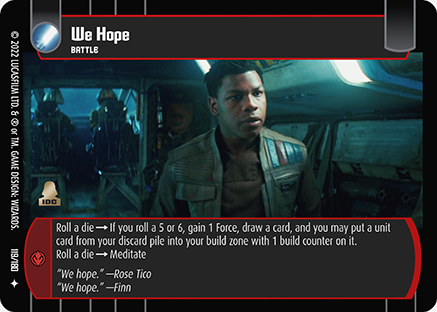 We Hope
BATTLE
© 2022 LUCASFILM LTD. & ® or TM. GAME DESIGN: WIZARDS.
119/180
IDC
Roll a die → If you roll a 5 or 6, gain 1 Force, draw a card, and you may put a unit
card from your discard pile into your build zone with 1 build counter on it.
Roll a die → Meditate
“We hope.” —Rose Tico
“We hope.” —Finn